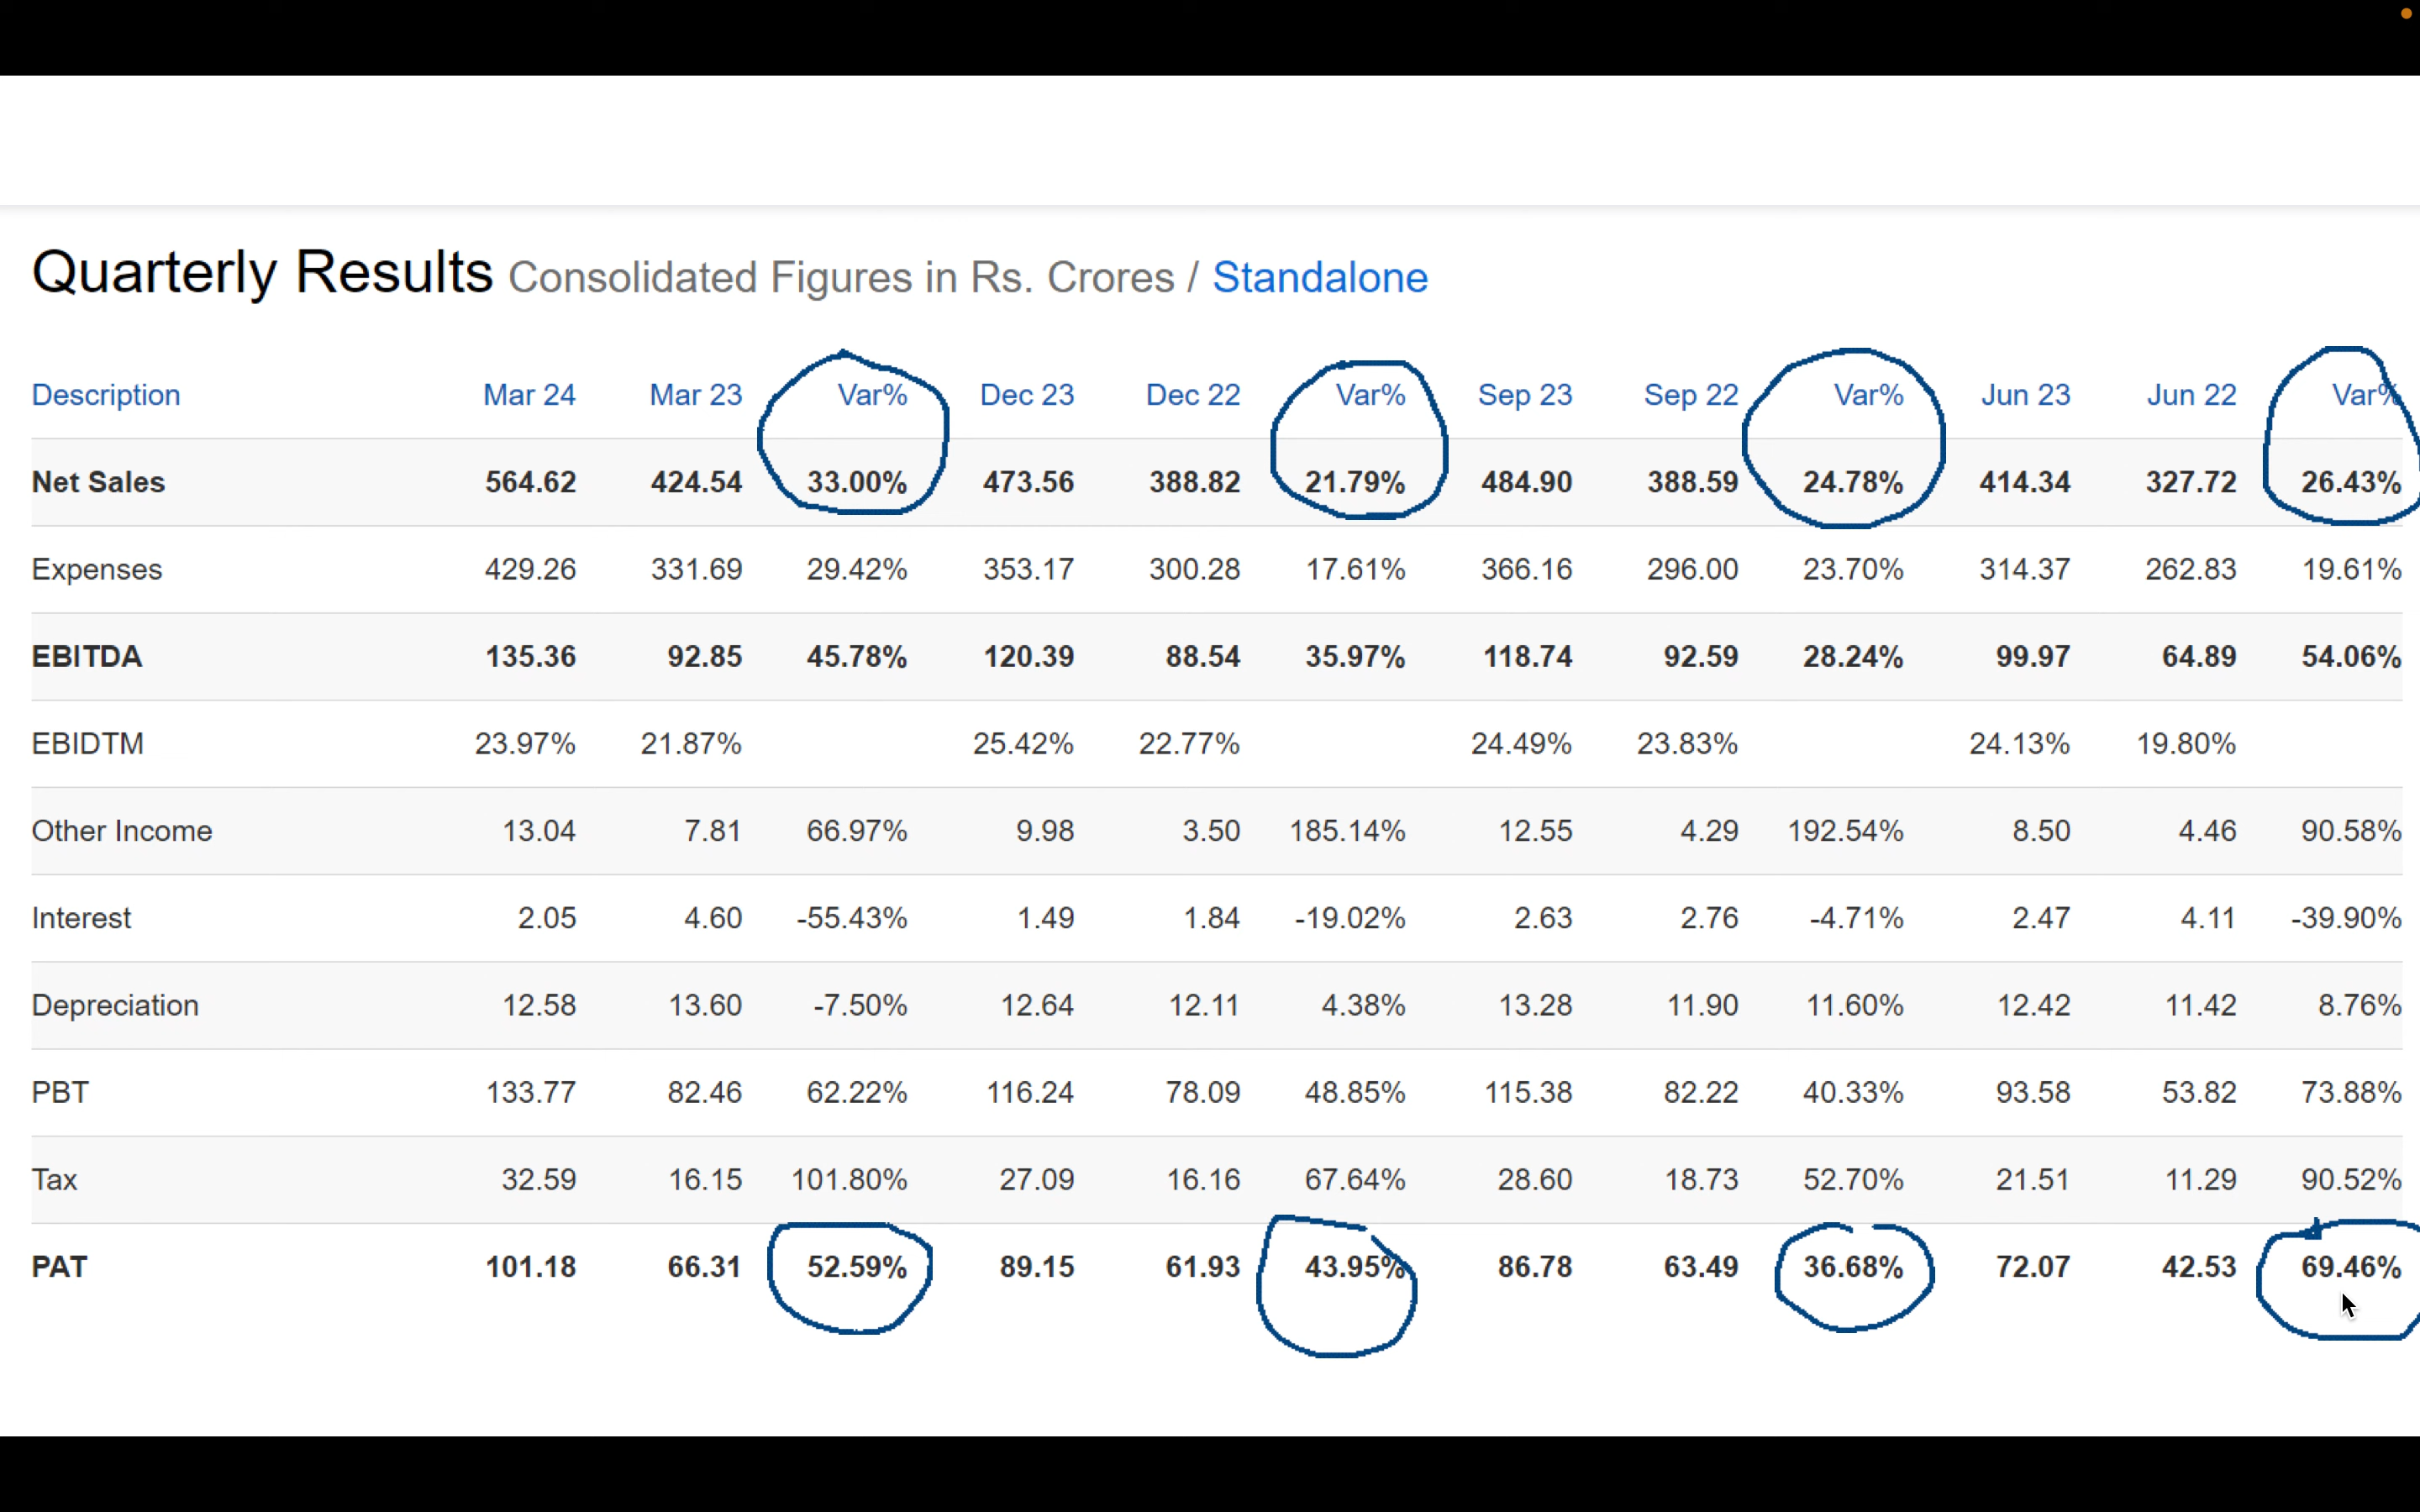 Quarterly Results Consolidated Figures in Rs. Crores / Standalone
Description Mar 24 Mar 23 Var% Dec 23 Dec 22 Var% Sep 23 Sep 22 Var% Jun 23 Jun 22 Var%
Net Sales 564.62 424.54 33.00% 473.56 388.82 21.79% 484.90 388.59 24.78% 414.34 327.72 26.43%
Expenses 429.26 331.69 29.42% 353.17 300.28 17.61% 366.16 296.00 23.70% 314.37 262.83 19.61%
EBITDA 135.36 92.85 45.78% 120.39 88.54 35.97% 118.74 92.59 28.24% 99.97 64.89 54.06%
EBIDTM 23.97% 21.87% 25.42% 22.77% 24.49% 23.83% 24.13% 19.80%
Other Income 13.04 7.81 66.97% 9.98 3.50 185.14% 12.55 4.29 192.54% 8.50 4.46 90.58%
Interest 2.05 4.60 -55.43% 1.49 1.84 -19.02% 2.63 2.76 -4.71% 2.47 4.11 -39.90%
Depreciation 12.58 13.60 -7.50% 12.64 12.11 4.38% 13.28 11.90 11.60% 12.42 11.42 8.76%
PBT 133.77 82.46 62.22% 116.24 78.09 48.85% 115.38 82.22 40.33% 93.58 53.82 73.88%
Tax 32.59 16.15 101.80% 27.09 16.16 67.64% 28.60 18.73 52.70% 21.51 11.29 90.52%
PAT 101.18 66.31 52.59% 89.15 61.93 43.95% 86.78 63.49 36.68% 72.07 42.53 69.46%